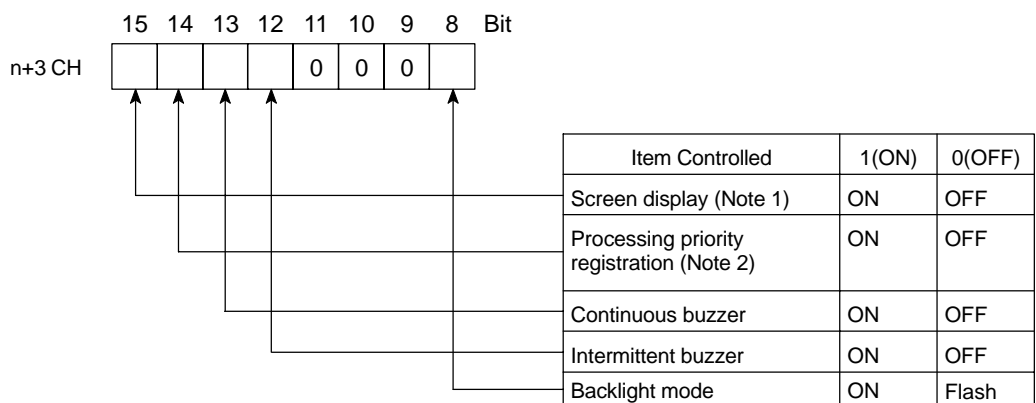 15 14 13 12 11 10 9 8 Bit
n+3 CH 0 0 0
Item Controlled 1(ON) 0(OFF)
Screen display (Note 1) ON OFF
Processing priority ON OFF
registration (Note 2)
Continuous buzzer ON OFF
Intermittent buzzer ON OFF
Backlight mode ON Flash